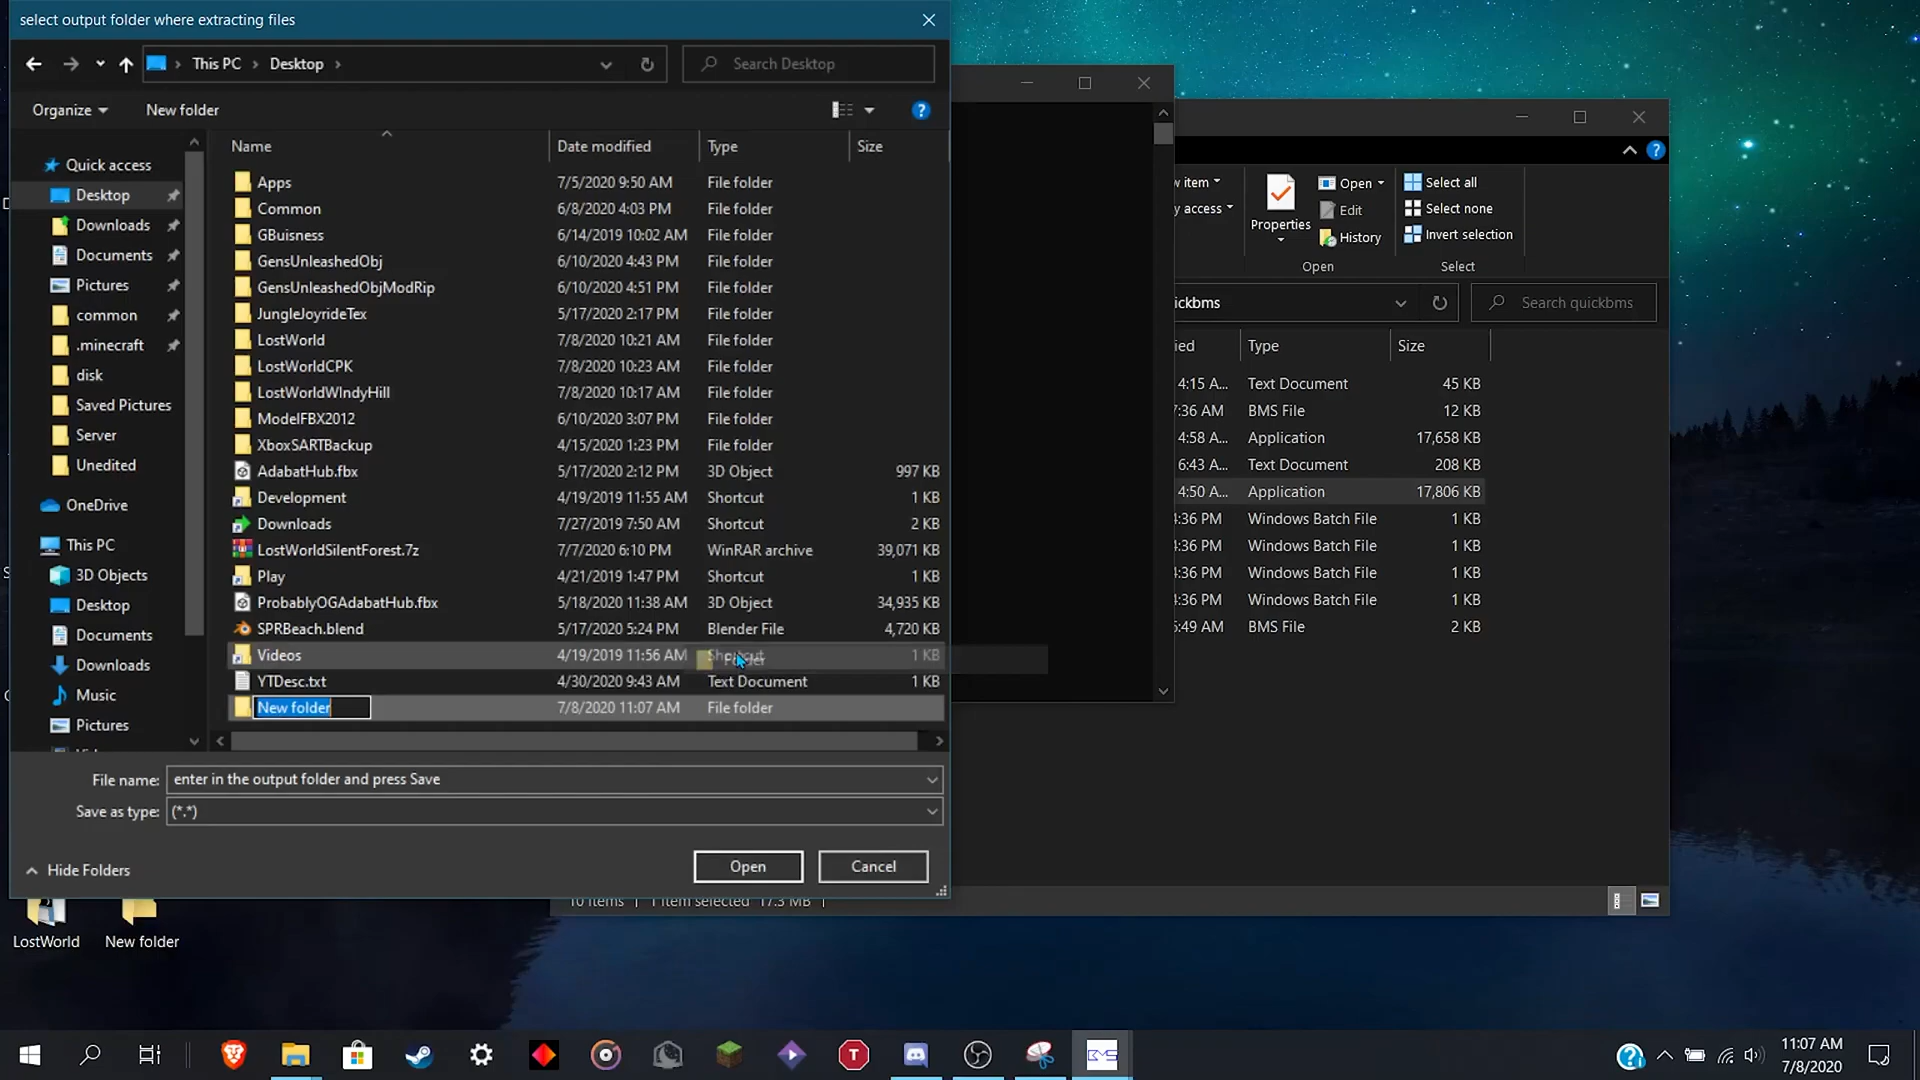 select output folder where extracting files
This PC › Desktop ›
Search Desktop
Organize
New folder
Name
Date modified
Type
Size
Quick access
Desktop
Downloads
Documents
Pictures
common
.minecraft
disk
Saved Pictures
Server
Unedited
OneDrive
This PC
3D Objects
Desktop
Documents
Downloads
Music
Pictures
Apps 7/5/2020 9:50 AM File folder
Common 6/8/2020 4:03 PM File folder
GBuisness 6/14/2019 10:02 AM File folder
GensUnleashedObj 6/10/2020 4:43 PM File folder
GensUnleashedObjModRip 6/10/2020 4:51 PM File folder
JungleJoyrideTex 5/17/2020 2:17 PM File folder
LostWorld 7/8/2020 10:21 AM File folder
LostWorldCPK 7/8/2020 10:23 AM File folder
LostWorldWIndyHill 7/8/2020 10:17 AM File folder
ModelFBX2012 6/10/2020 3:07 PM File folder
XboxSARTBackup 4/15/2020 1:23 PM File folder
AdabatHub.fbx 5/17/2020 2:12 PM 3D Object 997 KB
Development 4/19/2019 11:55 AM Shortcut 1 KB
Downloads 7/27/2019 7:50 AM Shortcut 2 KB
LostWorldSilentForest.7z 7/7/2020 6:10 PM WinRAR archive 39,071 KB
Play 4/21/2019 1:47 PM Shortcut 1 KB
ProbablyOGAdabatHub.fbx 5/18/2020 11:38 AM 3D Object 34,935 KB
SPRBeach.blend 5/17/2020 5:24 PM Blender File 4,720 KB
Videos 4/19/2019 11:56 AM Shortcut 1 KB
YTDesc.txt 4/30/2020 9:43 AM Text Document 1 KB
New folder 7/8/2020 11:07 AM File folder
File name: enter in the output folder and press Save
Save as type: (*.*)
Hide Folders
Open
Cancel
w item
y access
Properties
Open
Edit
History
Open
Select all
Select none
Invert selection
Select
ickbms
Search quickbms
ied
Type
Size
4:15 A... Text Document 45 KB
7:36 AM BMS File 12 KB
4:58 A... Application 17,658 KB
6:43 A... Text Document 208 KB
4:50 A... Application 17,806 KB
4:36 PM Windows Batch File 1 KB
4:36 PM Windows Batch File 1 KB
4:36 PM Windows Batch File 1 KB
4:36 PM Windows Batch File 1 KB
5:49 AM BMS File 2 KB
10 items
1 item selected 17.3 MB
LostWorld
New folder
T
11:07 AM
7/8/2020